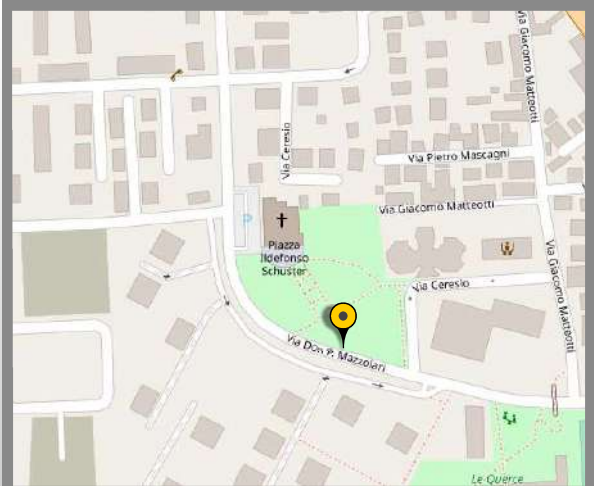 Via Giacomo Matteotti
Via Ceresio
Via Pietro Mascagni
Via Giacomo Matteotti
Piazza
Ildefonso
Schuster
Via Giacomo Matteotti
Via Ceresio
Via Don P. Mazzolari
Le Querce